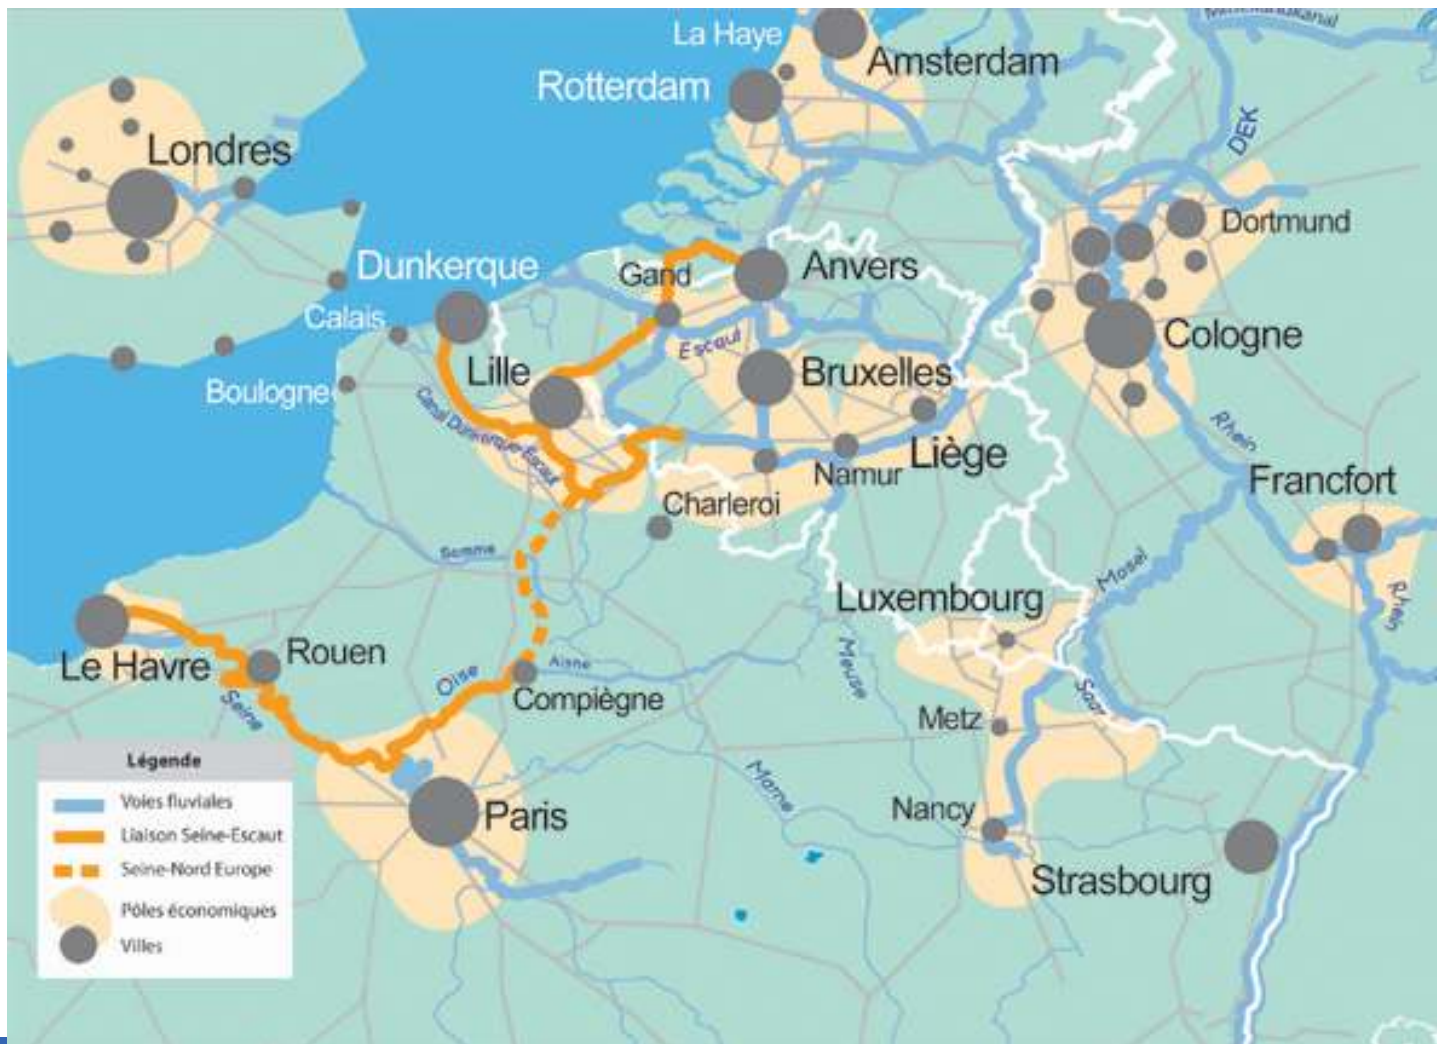 Mittellandkanal
La Haye
Amsterdam
Rotterdam
DEK
Londres
Dortmund
Dunkerque
Gand
Anvers
Calais
Cologne
Escaut
Lille
Bruxelles
Boulogne
Canal Dunkerque-Escaut
Rhein
Liège
Namur
Francfort
Charleroi
Somme
Mosel
Luxembourg
Rhein
Le Havre
Rouen
Aisne
Oise
Meuse
Compiègne
Seine
Saar
Metz
Marne
Nancy
Paris
Strasbourg
Légende
Voies fluviales
Liaison Seine-Escaut
Seine-Nord Europe
Pôles économiques
Villes